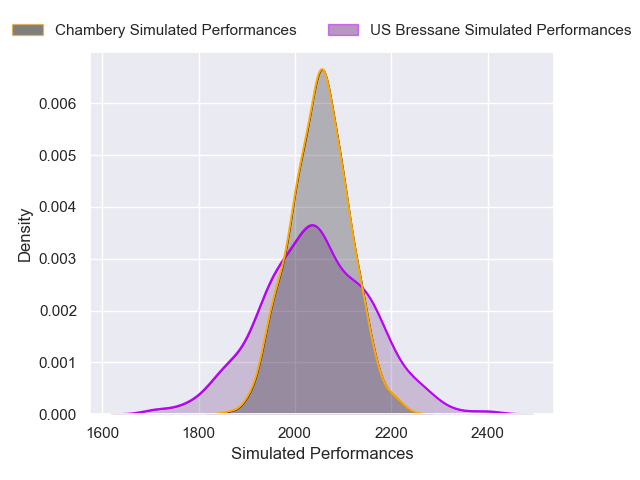 Chambery Simulated Performances
US Bressane Simulated Performances
0.006
0.005
0.004
0.003
0.002
0.001
0.000
Density
1600 1800 2000 2200 2400
Simulated Performances